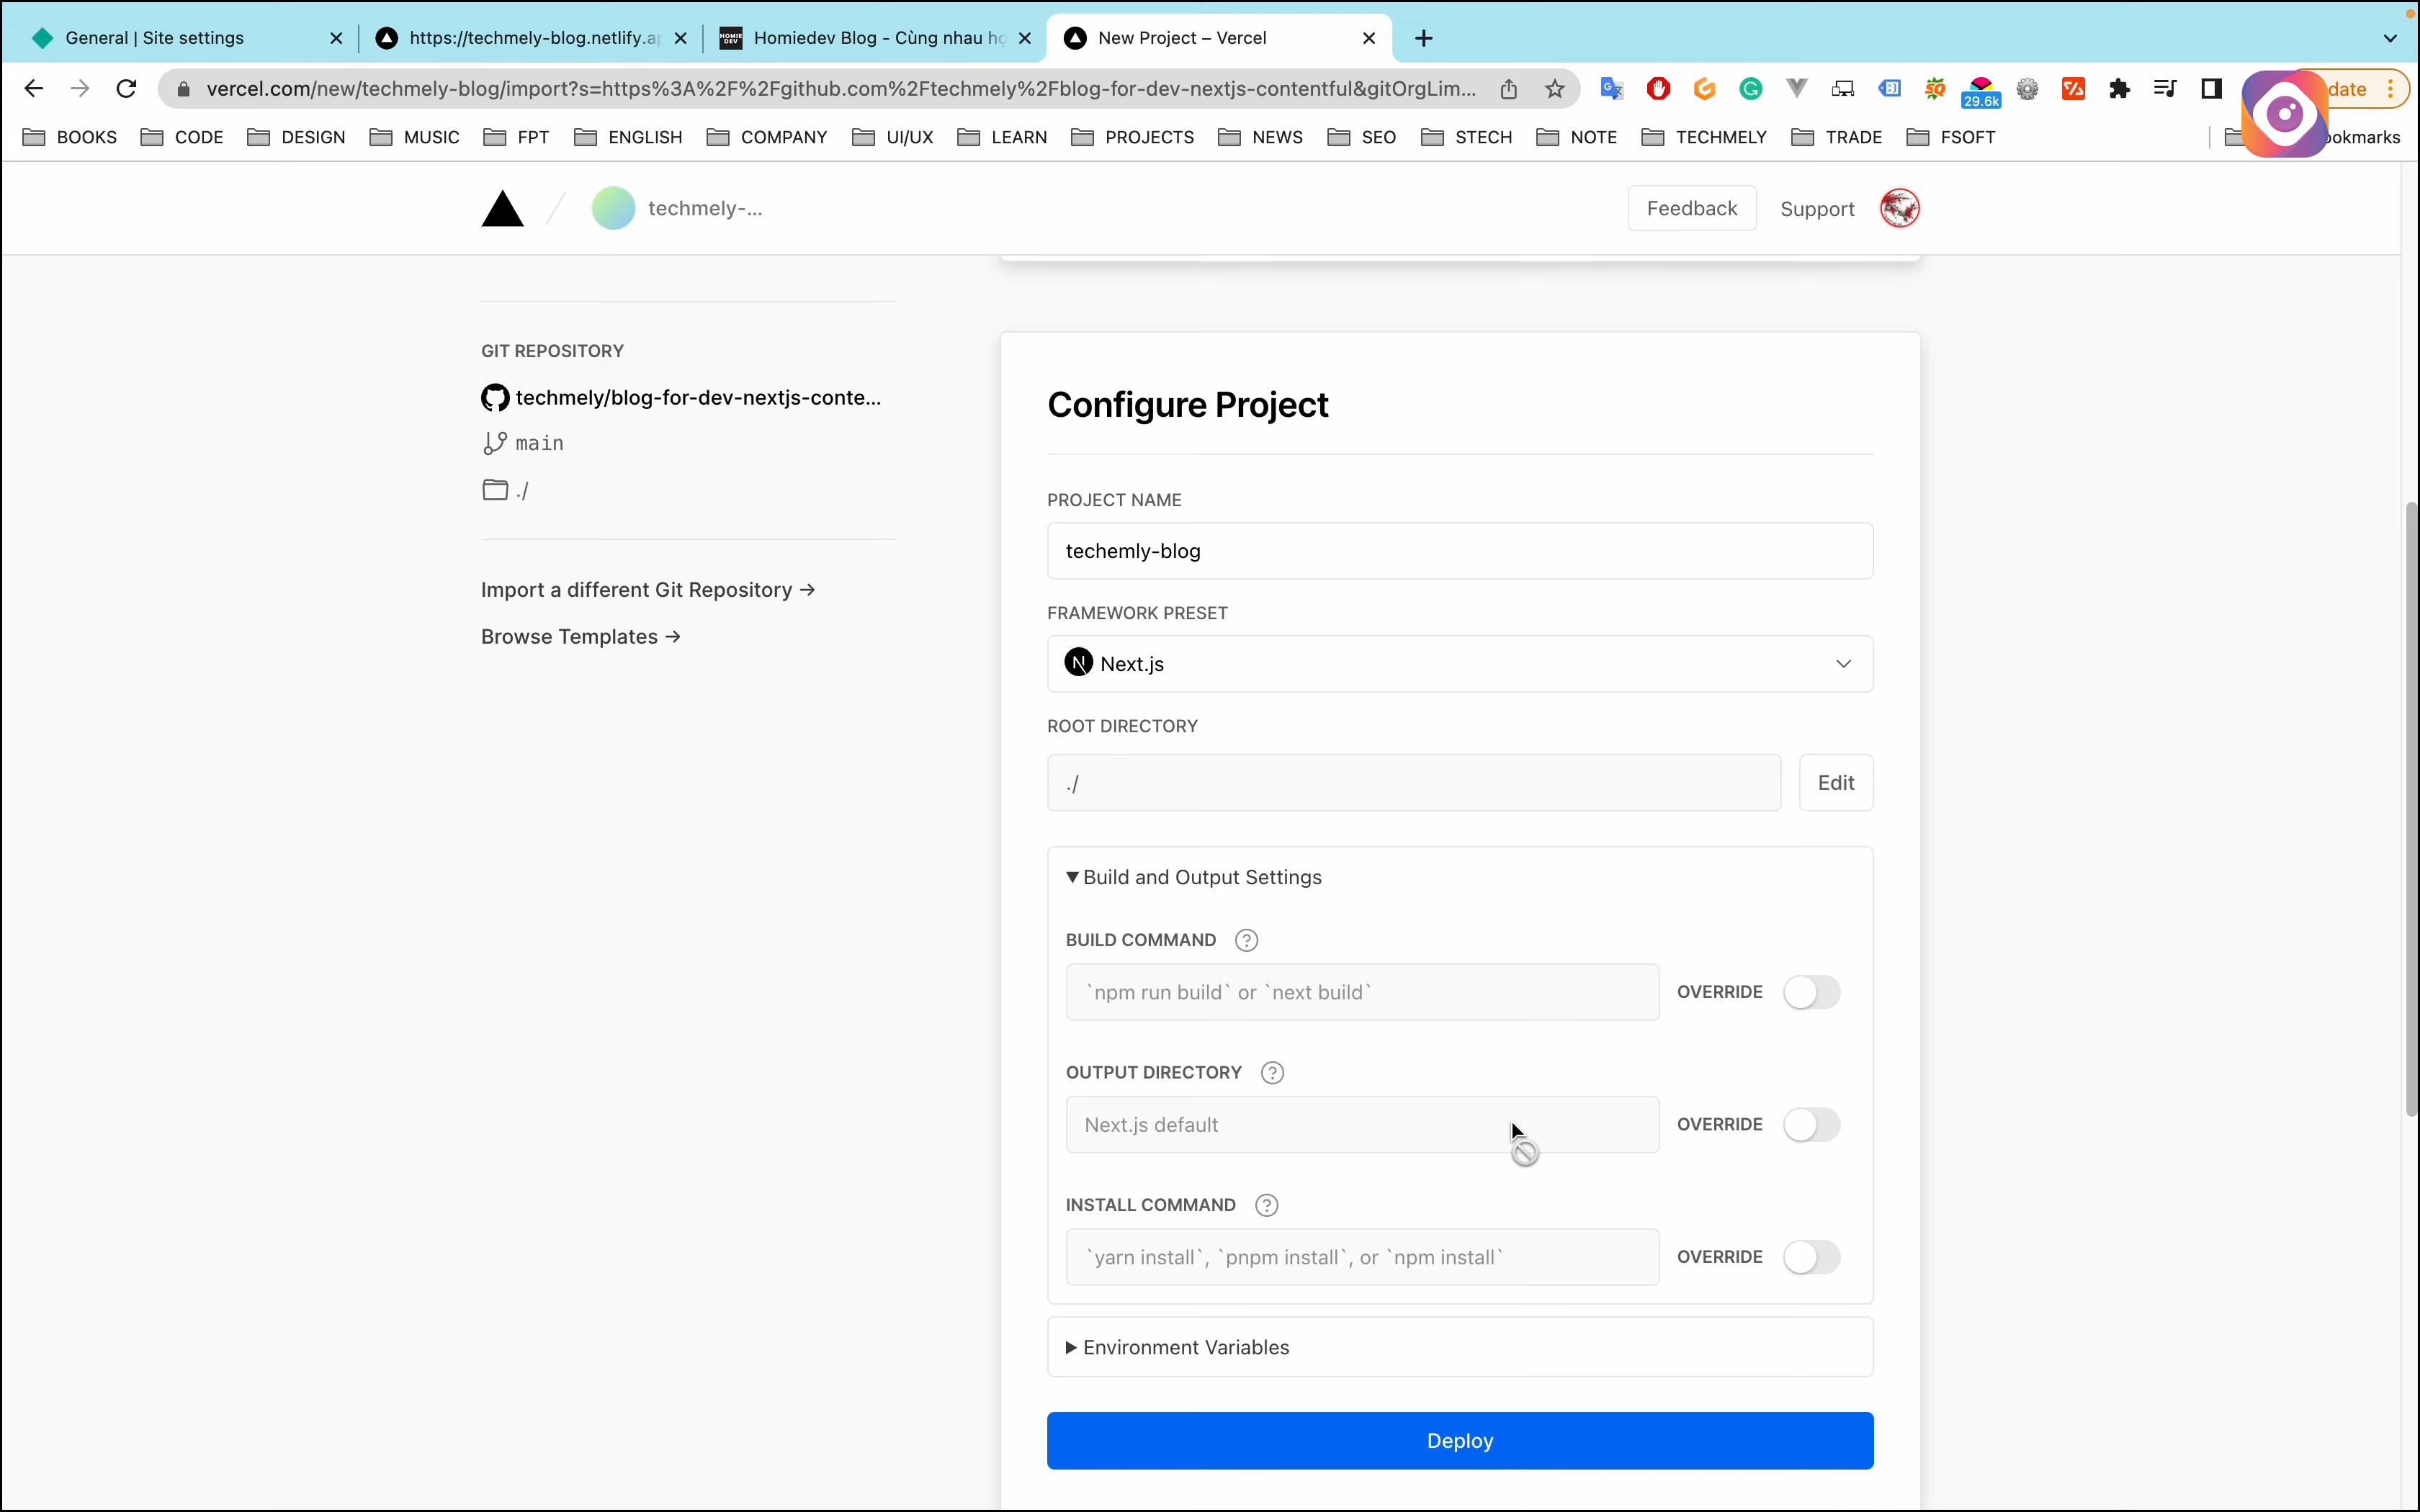 General | Site settings
https://techmely-blog.netlify.ap
Homiedev Blog - Cùng nhau họ
New Project – Vercel
vercel.com/new/techmely-blog/import?s=https%3A%2F%2Fgithub.com%2Ftechmely%2Fblog-for-dev-nextjs-contentful&gitOrgLim...
29.6k
date
BOOKS
CODE
DESIGN
MUSIC
FPT
ENGLISH
COMPANY
UI/UX
LEARN
PROJECTS
NEWS
SEO
STECH
NOTE
TECHMELY
TRADE
FSOFT
ookmarks
techmely-...
Feedback
Support
GIT REPOSITORY
techmely/blog-for-dev-nextjs-conte...
main
./
Import a different Git Repository →
Browse Templates →
Configure Project
PROJECT NAME
techemly-blog
FRAMEWORK PRESET
Next.js
ROOT DIRECTORY
./
Edit
Build and Output Settings
BUILD COMMAND
`npm run build` or `next build`
OVERRIDE
OUTPUT DIRECTORY
Next.js default
OVERRIDE
INSTALL COMMAND
`yarn install`, `pnpm install`, or `npm install`
OVERRIDE
Environment Variables
Deploy